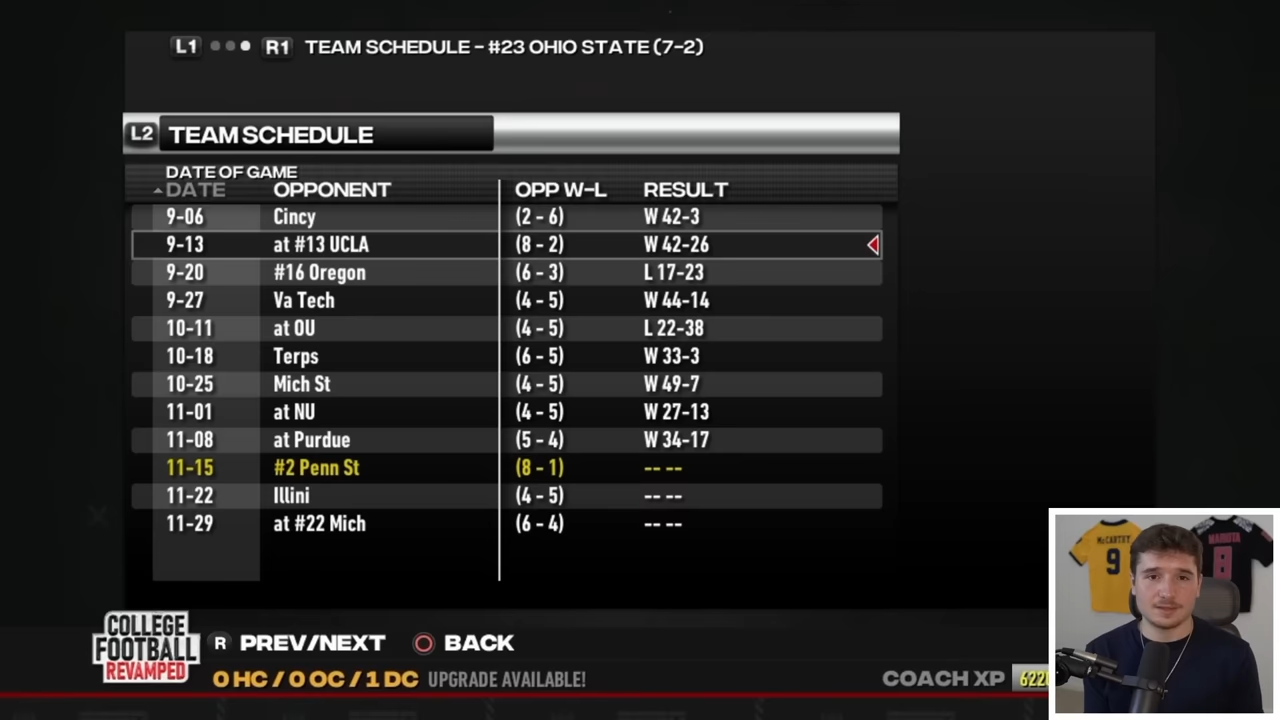 L1 R1 TEAM SCHEDULE - #23 OHIO STATE (7-2)
L2 TEAM SCHEDULE
DATE OF GAME
DATE OPPONENT OPP W-L RESULT
9-06 Cincy (2 - 6) W 42-3
9-13 at #13 UCLA (8 - 2) W 42-26
9-20 #16 Oregon (6 - 3) L 17-23
9-27 Va Tech (4 - 5) W 44-14
10-11 at OU (4 - 5) L 22-38
10-18 Terps (6 - 5) W 33-3
10-25 Mich St (4 - 5) W 49-7
11-01 at NU (4 - 5) W 27-13
11-08 at Purdue (5 - 4) W 34-17
11-15 #2 Penn St (8 - 1) -- --
11-22 Illini (4 - 5) -- --
11-29 at #22 Mich (6 - 4) -- --
COLLEGE
FOOTBALL
REVAMPED
R PREV/NEXT BACK
0 HC / 0 OC / 1 DC UPGRADE AVAILABLE!
COACH XP
McCARTHY
9
MARIOTA
8